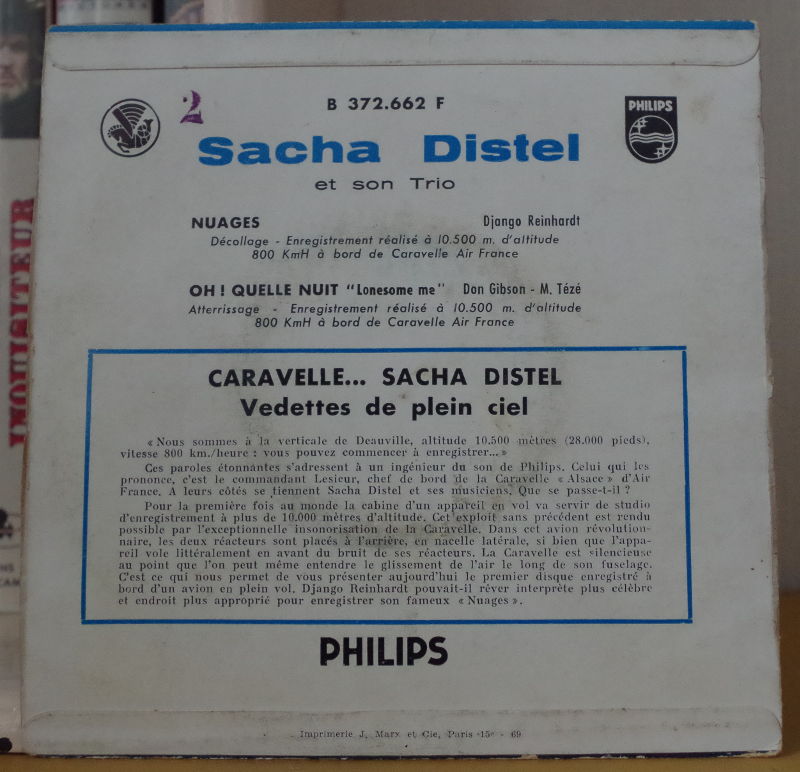 2
B 372.662 F
PHILIPS
Sacha Distel
et son Trio
NUAGES Django Reinhardt
Décollage - Enregistrement réalisé à 10.500 m. d'altitude
800 KmH à bord de Caravelle Air France
OH ! QUELLE NUIT "Lonesome me" Don Gibson - M. Tézé
Atterrissage - Enregistrement réalisé à 10.500 m. d'altitude
800 KmH à bord de Caravelle Air France
CARAVELLE... SACHA DISTEL
Vedettes de plein ciel
« Nous sommes à la verticale de Deauville, altitude 10.500 mètres (28.000 pieds),
vitesse 800 km./heure : vous pouvez commencer à enregistrer... »
Ces paroles étonnantes s'adressent à un ingénieur du son de Philips. Celui qui les
prononce, c'est le commandant Lesieur, chef de bord de la Caravelle « Alsace » d'Air
France. A leurs côtés se tiennent Sacha Distel et ses musiciens. Que se passe-t-il ?
Pour la première fois au monde la cabine d'un appareil en vol va servir de studio
d'enregistrement à plus de 10.000 mètres d'altitude. Cet exploit sans précédent est rendu
possible par l'exceptionnelle insonorisation de la Caravelle. Dans cet avion révolution-
naire, les deux réacteurs sont placés à l'arrière, en nacelle latérale, si bien que l'appa-
reil vole littéralement en avant du bruit de ses réacteurs. La Caravelle est silencieuse
au point que l'on peut même entendre le glissement de l'air le long de son fuselage.
C'est ce qui nous permet de vous présenter aujourd'hui le premier disque enregistré à
bord d'un avion en plein vol. Django Reinhardt pouvait-il rêver interprète plus célèbre
et endroit plus approprié pour enregistrer son fameux « Nuages ».
PHILIPS
Imprimerie J. Marx et Cie, Paris -15e - 69
INQUISITEUR